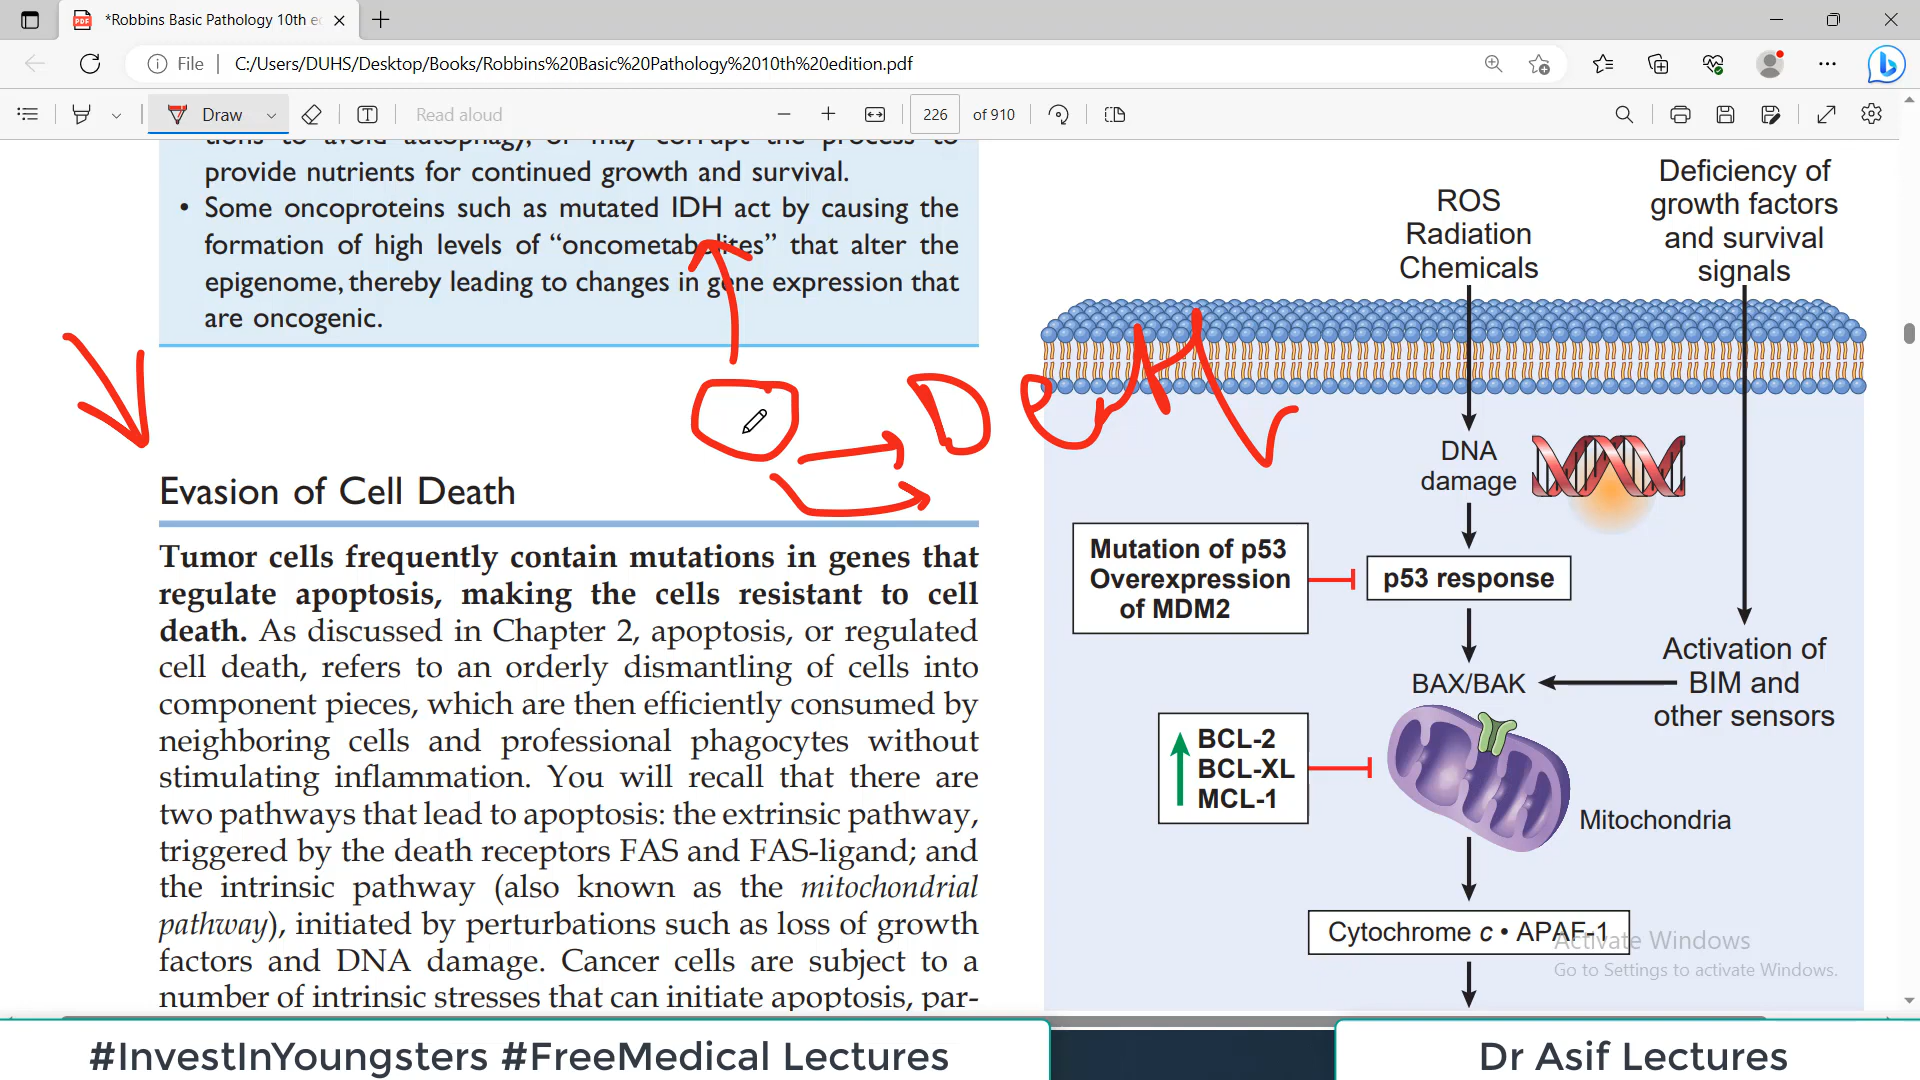 *Robbins Basic Pathology 10th ed
File
C:/Users/DUHS/Desktop/Books/Robbins%20Basic%20Pathology%2010th%20edition.pdf
Draw
Read aloud
226 of 910
tions to avoid autophagy, or may corrupt the process to
provide nutrients for continued growth and survival.
• Some oncoproteins such as mutated IDH act by causing the
formation of high levels of “oncometabolites” that alter the
epigenome, thereby leading to changes in gene expression that
are oncogenic.
Evasion of Cell Death
Tumor cells frequently contain mutations in genes that
regulate apoptosis, making the cells resistant to cell
death. As discussed in Chapter 2, apoptosis, or regulated
cell death, refers to an orderly dismantling of cells into
component pieces, which are then efficiently consumed by
neighboring cells and professional phagocytes without
stimulating inflammation. You will recall that there are
two pathways that lead to apoptosis: the extrinsic pathway,
triggered by the death receptors FAS and FAS-ligand; and
the intrinsic pathway (also known as the mitochondrial
pathway), initiated by perturbations such as loss of growth
factors and DNA damage. Cancer cells are subject to a
number of intrinsic stresses that can initiate apoptosis, par-
ROS
Radiation
Chemicals
Deficiency of
growth factors
and survival
signals
DNA
damage
Mutation of p53
Overexpression
of MDM2
p53 response
BAX/BAK
Activation of
BIM and
other sensors
BCL-2
BCL-XL
MCL-1
Mitochondria
Cytochrome c • APAF-1
Activate Windows
Go to Settings to activate Windows.
#InvestInYoungsters #FreeMedical Lectures
Dr Asif Lectures